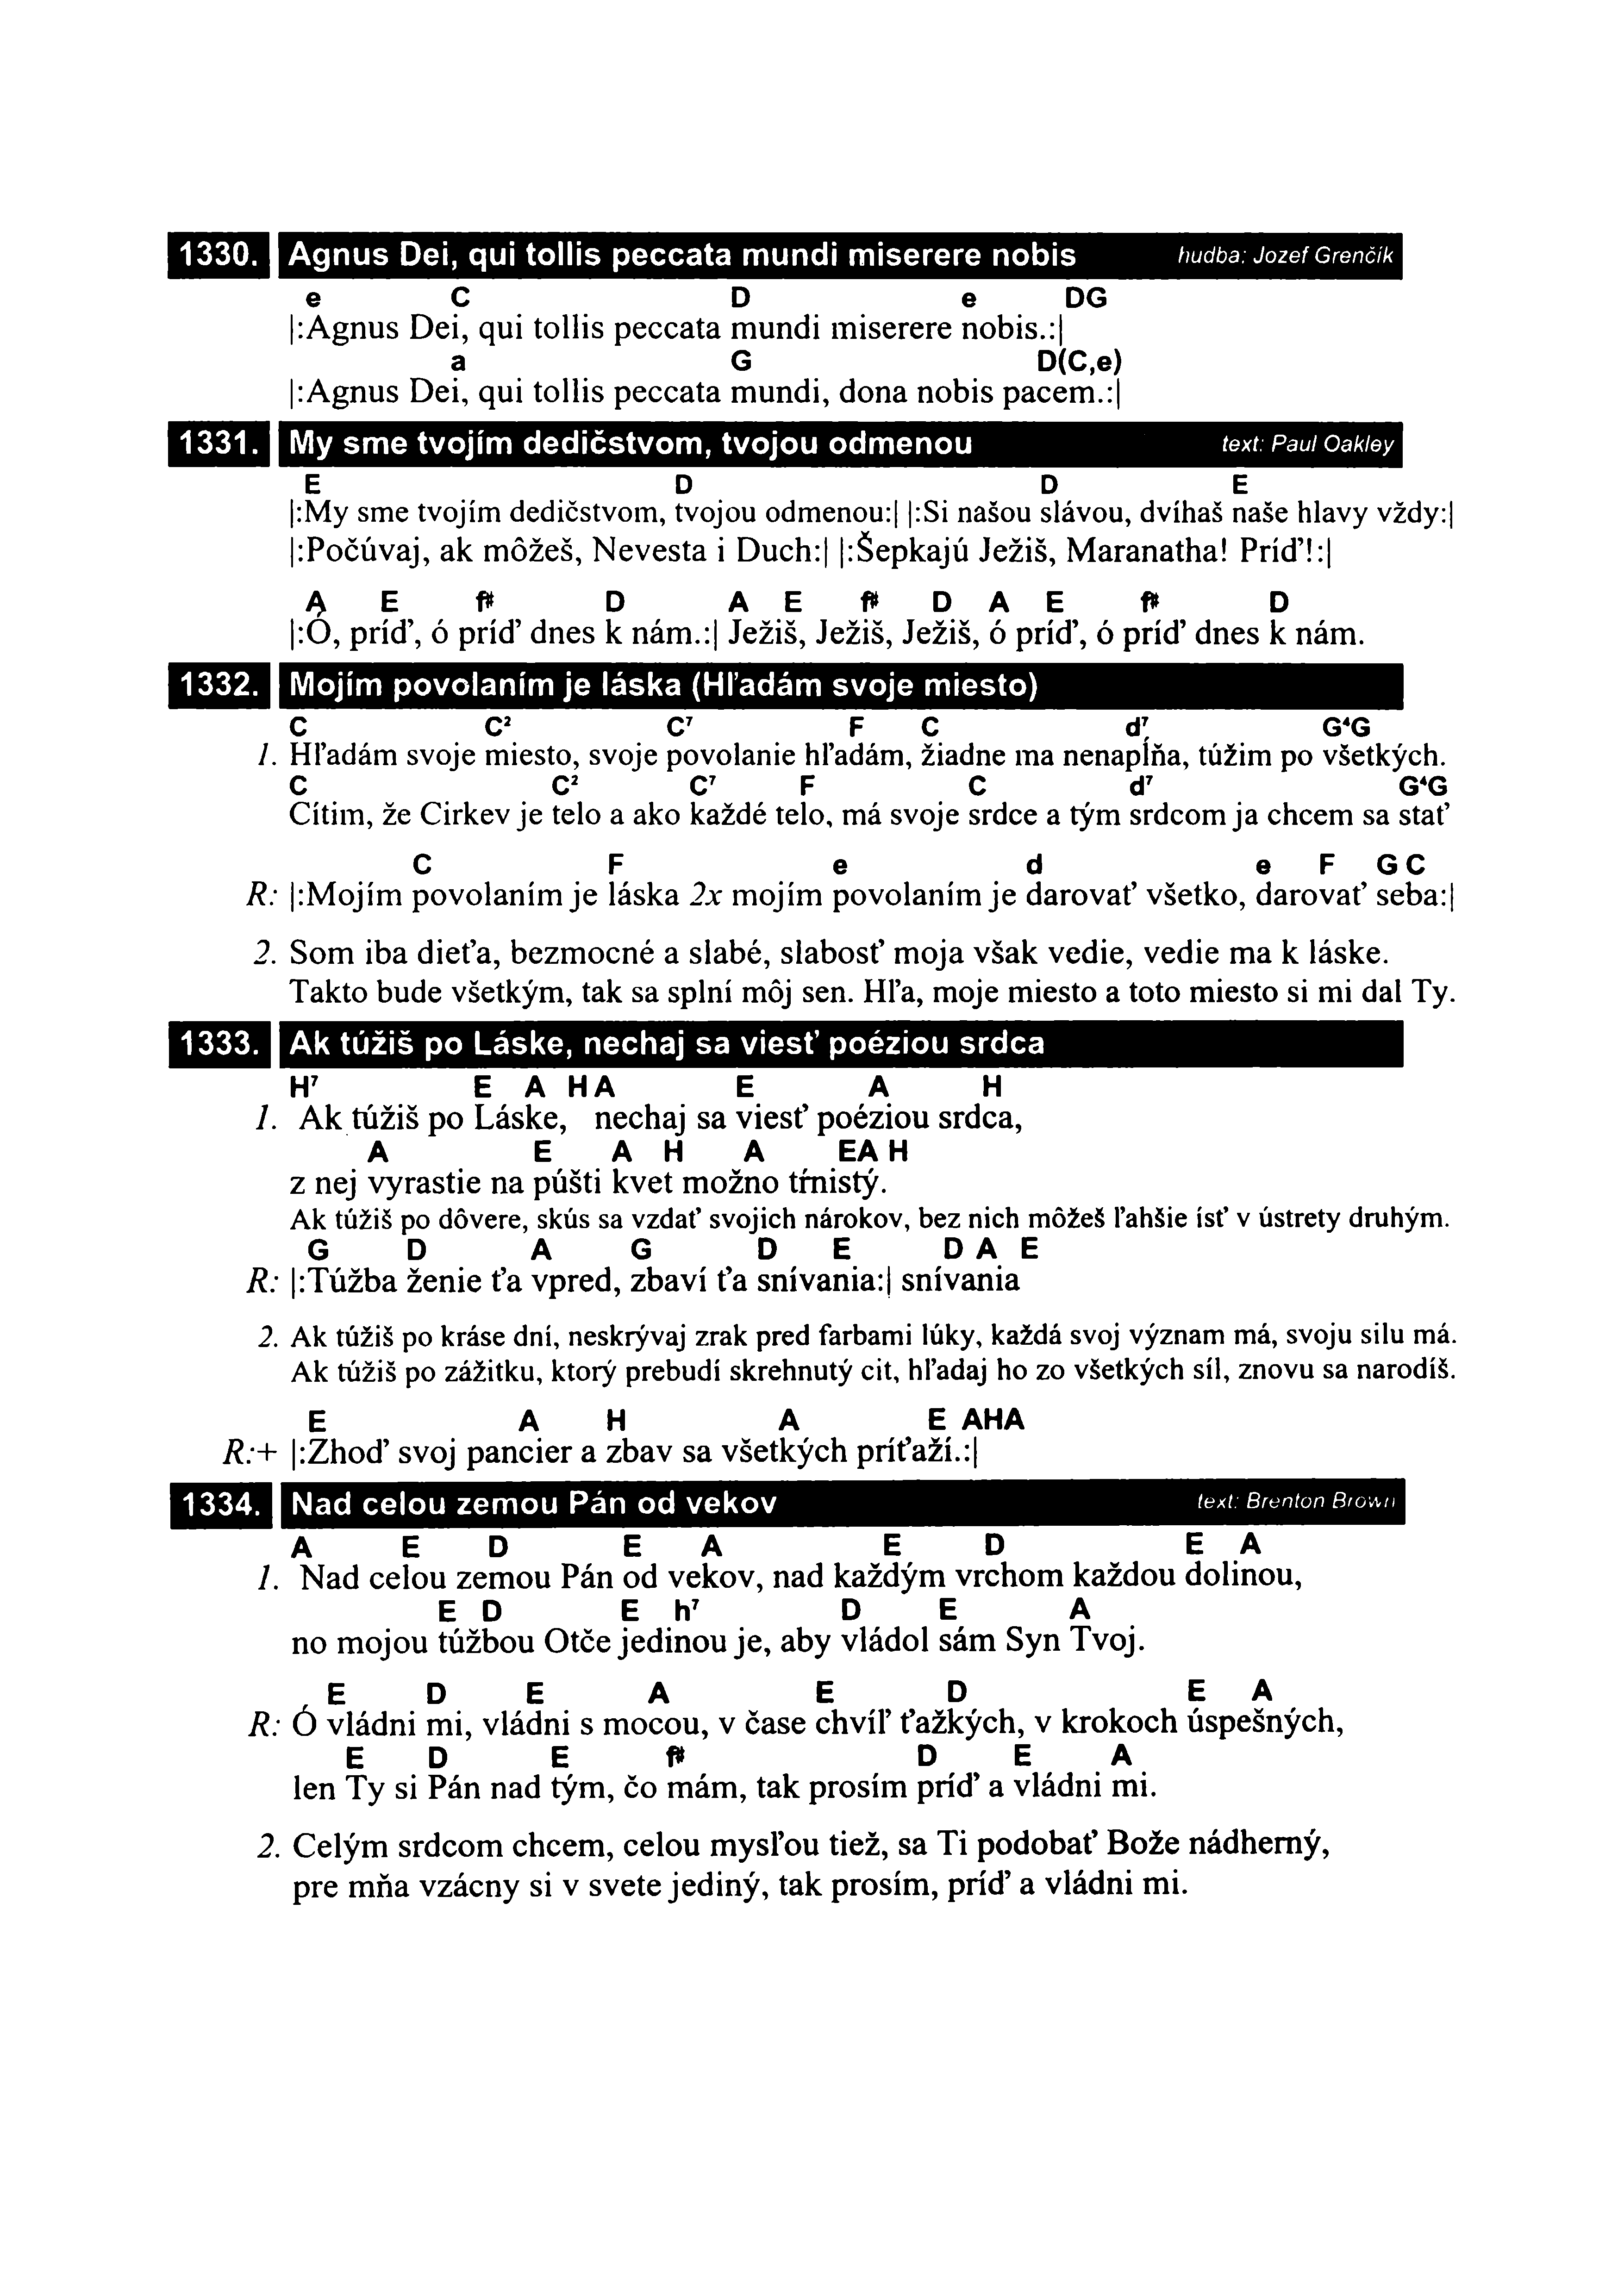 1330. Agnus Dei, qui tollis peccata mundi miserere nobis hudba: Jozef Grenčík
e C D e DG
|:Agnus Dei, qui tollis peccata mundi miserere nobis.:|
a G D(C,e)
|:Agnus Dei, qui tollis peccata mundi, dona nobis pacem.:|
1331. My sme tvojím dedičstvom, tvojou odmenou text: Paul Oakley
E D D E
|:My sme tvojím dedičstvom, tvojou odmenou:| |:Si našou slávou, dvíhaš naše hlavy vždy:|
|:Počúvaj, ak môžeš, Nevesta i Duch:| |:Šepkajú Ježiš, Maranatha! Príď!:|
A E f# D A E f# D A E f# D
|:Ó, príď, ó príď dnes k nám.:| Ježiš, Ježiš, Ježiš, ó príď, ó príď dnes k nám.
1332. Mojím povolaním je láska (Hľadám svoje miesto)
C C² C⁷ F C d⁷ G⁴G
1. Hľadám svoje miesto, svoje povolanie hľadám, žiadne ma nenapĺňa, túžim po všetkých.
C C² C⁷ F C d⁷ G⁴G
Cítim, že Cirkev je telo a ako každé telo, má svoje srdce a tým srdcom ja chcem sa stať
C F e d e F G C
R: |:Mojím povolaním je láska 2x mojím povolaním je darovať všetko, darovať seba:|
2. Som iba dieťa, bezmocné a slabé, slabosť moja však vedie, vedie ma k láske.
Takto bude všetkým, tak sa splní môj sen. Hľa, moje miesto a toto miesto si mi dal Ty.
1333. Ak túžiš po Láske, nechaj sa viesť poéziou srdca
H⁷ E A H A E A H
1. Ak túžiš po Láske, nechaj sa viesť poéziou srdca,
A E A H A EA H
z nej vyrastie na púšti kvet možno tŕnistý.
Ak túžiš po dôvere, skús sa vzdať svojich nárokov, bez nich môžeš ľahšie ísť v ústrety druhým.
G D A G D E D A E
R: |:Túžba ženie ťa vpred, zbaví ťa snívania:| snívania
2. Ak túžiš po kráse dní, neskrývaj zrak pred farbami lúky, každá svoj význam má, svoju silu má.
Ak túžiš po zážitku, ktorý prebudí skrehnutý cit, hľadaj ho zo všetkých síl, znovu sa narodíš.
E A H A E AHA
R:+ |:Zhoď svoj pancier a zbav sa všetkých príťaží.:|
1334. Nad celou zemou Pán od vekov text: Brenton Brown
A E D E A E D E A
1. Nad celou zemou Pán od vekov, nad každým vrchom každou dolinou,
E D E h⁷ D E A
no mojou túžbou Otče jedinou je, aby vládol sám Syn Tvoj.
E D E A E D E A
R: Ó vládni mi, vládni s mocou, v čase chvíľ ťažkých, v krokoch úspešných,
E D E f# D E A
len Ty si Pán nad tým, čo mám, tak prosím príď a vládni mi.
2. Celým srdcom chcem, celou mysľou tiež, sa Ti podobať Bože nádherný,
pre mňa vzácny si v svete jediný, tak prosím, príď a vládni mi.